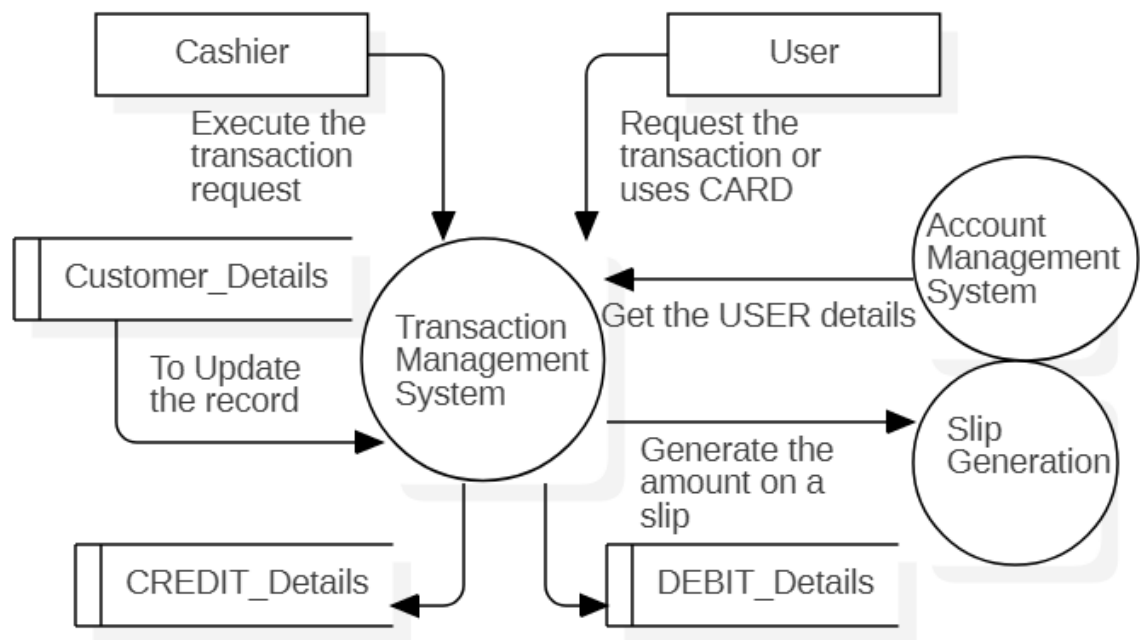 Cashier
User
Execute the
transaction
request
Request the
transaction or
uses CARD
Account
Management
System
Customer_Details
Get the USER details
Transaction
Management
System
To Update
the record
Slip
Generation
Generate the
amount on a
slip
CREDIT_Details
DEBIT_Details